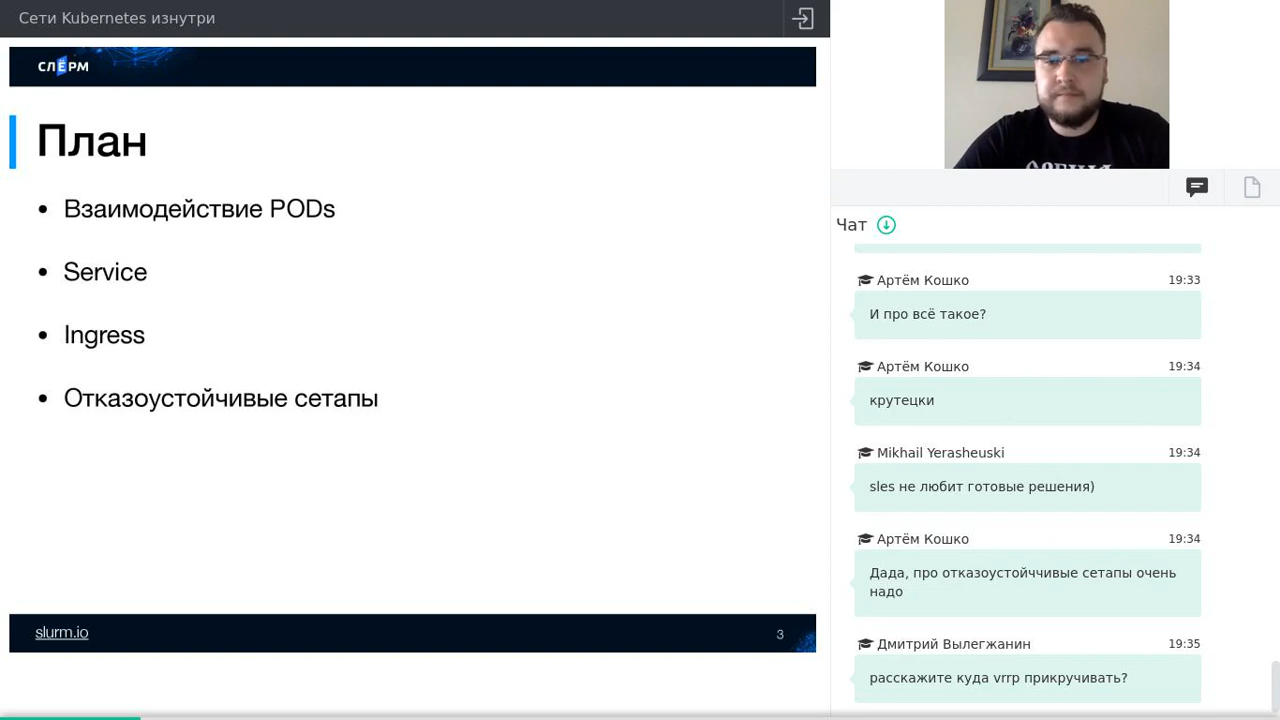 Сети Kubernetes изнутри
СЛЁРМ
План
• Взаимодействие PODs
• Service
• Ingress
• Отказоустойчивые сетапы
slurm.io
3
Чат
Артём Кошко 19:33
И про всё такое?
Артём Кошко 19:34
крутецки
Mikhail Yerasheuski 19:34
sles не любит готовые решения)
Артём Кошко 19:34
Дада, про отказоустойччивые сетапы очень
надо
Дмитрий Вылегжанин 19:35
расскажите куда vrrp прикручивать?